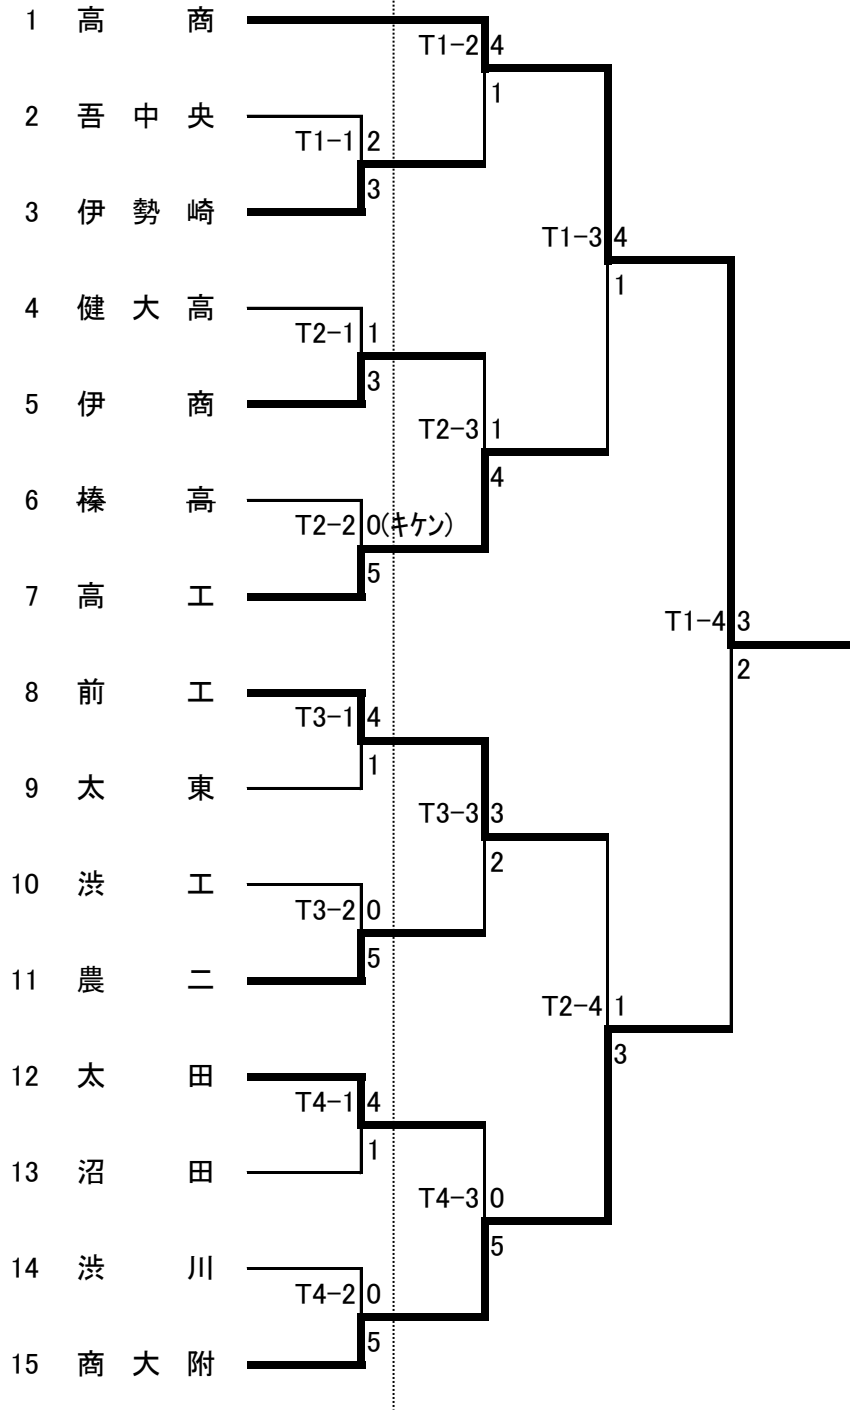 1 高 商
T1-2 4
1
2 吾 中 央
T1-1 2
3
3 伊 勢 崎
T1-3 4
1
4 健 大 高
T2-1 1
3
5 伊 商
T2-3 1
4
6 榛 高
T2-2 0(キケン)
5
7 高 工
T1-4 3
2
8 前 工
T3-1 4
1
9 太 東
T3-3 3
2
10 渋 工
T3-2 0
5
11 農 二
T2-4 1
3
12 太 田
T4-1 4
1
13 沼 田
T4-3 0
5
14 渋 川
T4-2 0
5
15 商 大 附